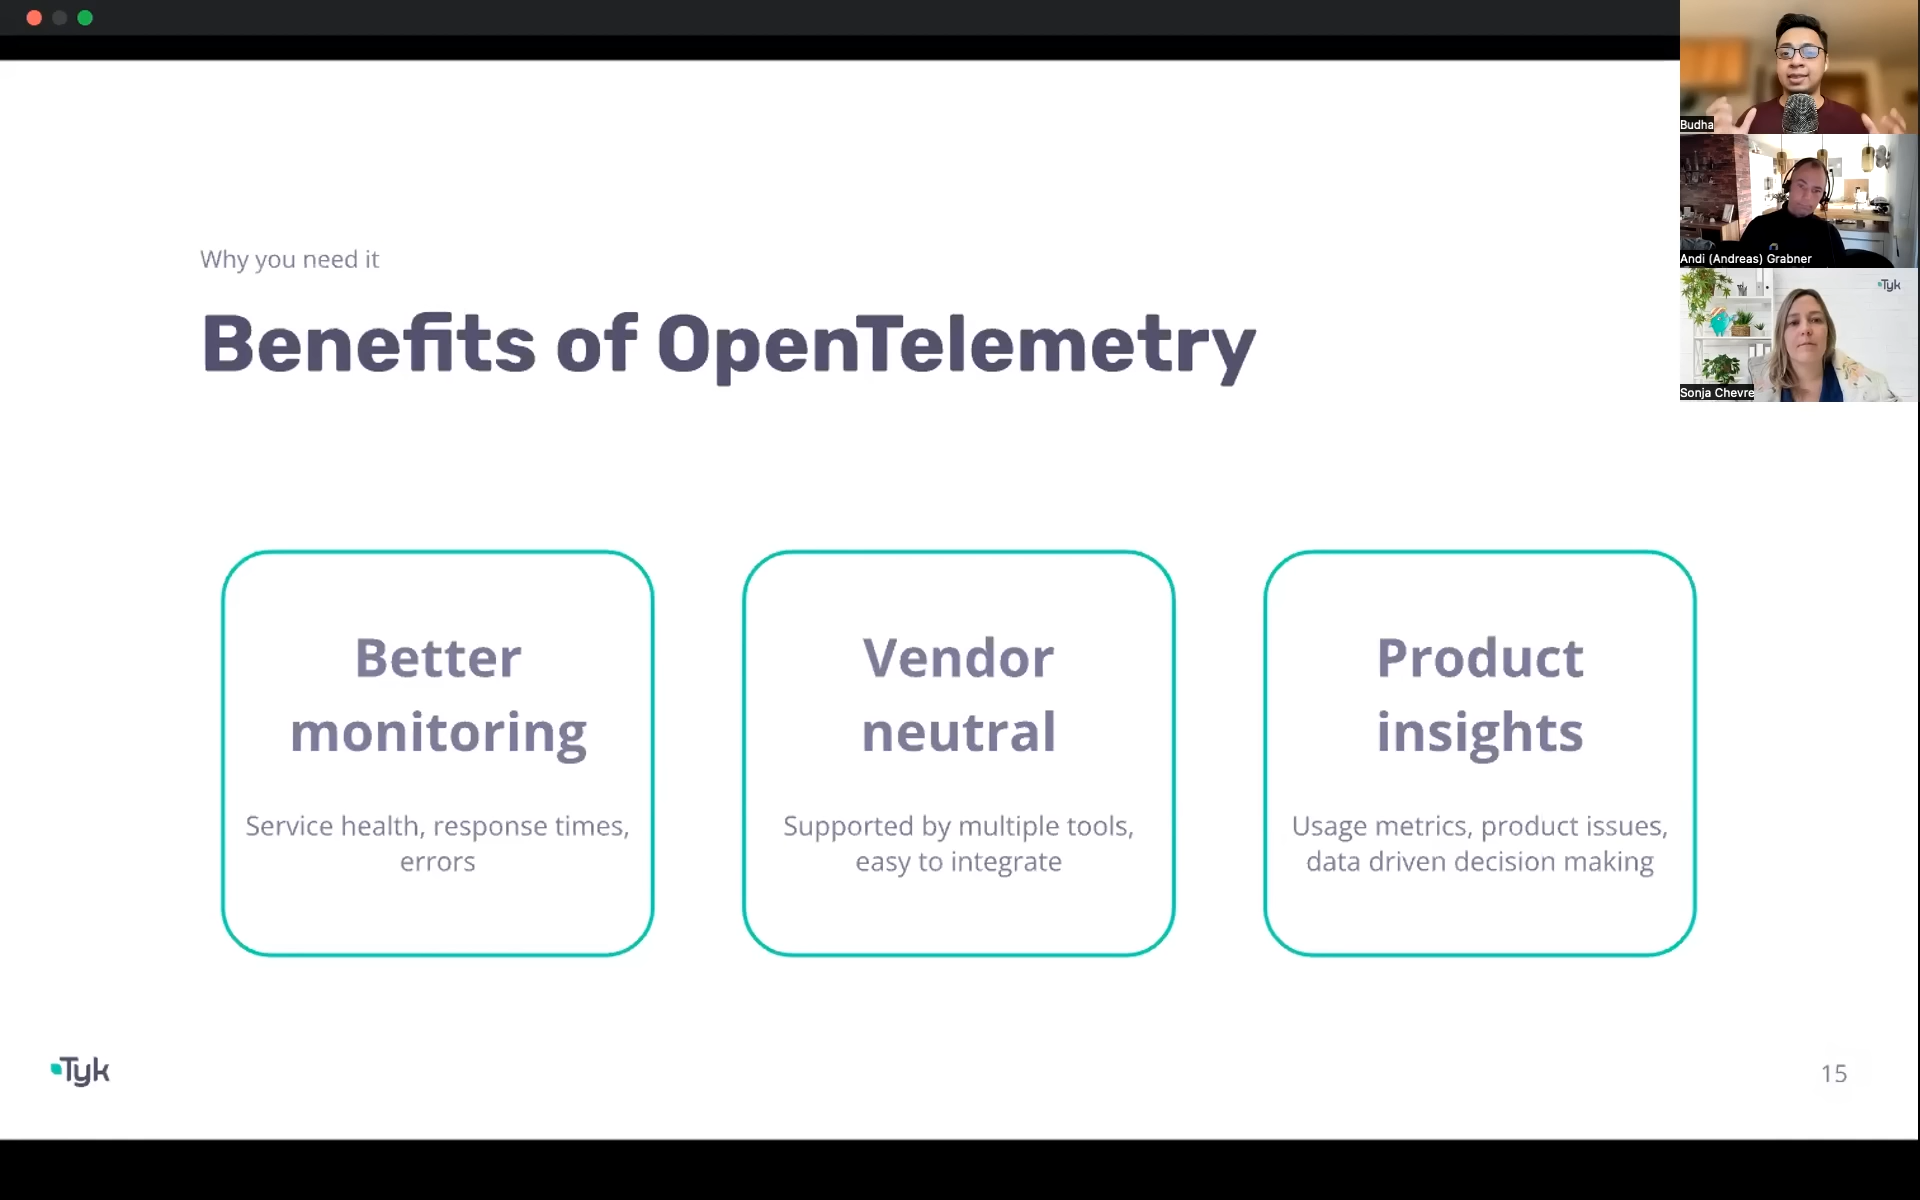 Why you need it
Benefits of OpenTelemetry
Better
monitoring
Service health, response times,
errors
Vendor
neutral
Supported by multiple tools,
easy to integrate
Product
insights
Usage metrics, product issues,
data driven decision making
Tyk
15
Budha
Andi (Andreas) Grabner
Tyk
Sonja Chevre